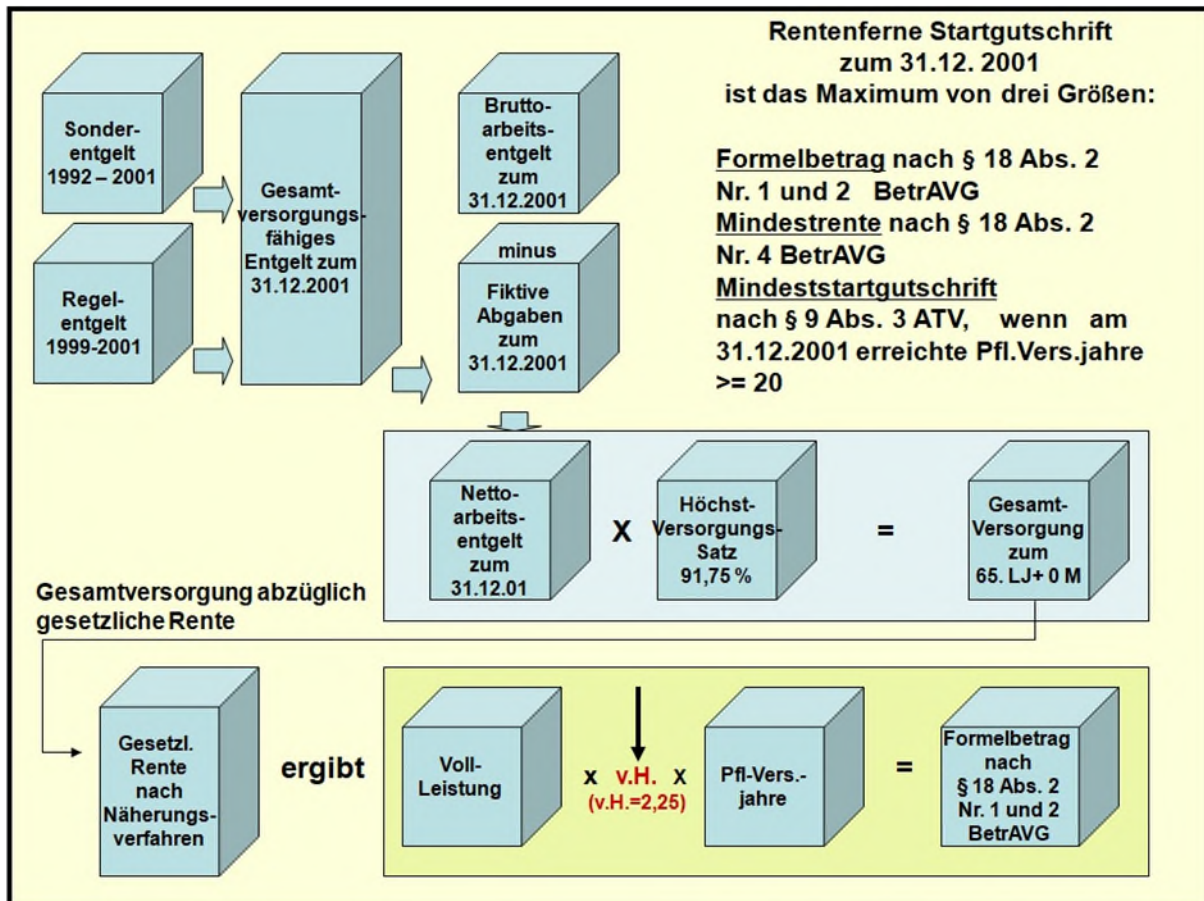 Rentenferne Startgutschrift
zum 31.12. 2001
ist das Maximum von drei Größen:
Formelbetrag nach § 18 Abs. 2
Nr. 1 und 2 BetrAVG
Mindestrente nach § 18 Abs. 2
Nr. 4 BetrAVG
Mindeststartgutschrift
nach § 9 Abs. 3 ATV, wenn am
31.12.2001 erreichte Pfl.Vers.jahre
>= 20
Sonder-
entgelt
1992 – 2001
Regel-
entgelt
1999-2001
Gesamt-
versorgungs-
fähiges
Entgelt zum
31.12.2001
Brutto-
arbeits-
entgelt
zum
31.12.2001
minus
Fiktive
Abgaben
zum
31.12.2001
Netto-
arbeits-
entgelt
zum
31.12.01
X
Höchst-
Versorgungs-
Satz
91,75 %
=
Gesamt-
Versorgung
zum
65. LJ+ 0 M
Gesamtversorgung abzüglich
gesetzliche Rente
Gesetzl.
Rente
nach
Näherungs-
verfahren
ergibt
Voll-
Leistung
x v.H. X
(v.H.=2,25)
Pfl-Vers.-
jahre
=
Formelbetrag
nach
§ 18 Abs. 2
Nr. 1 und 2
BetrAVG